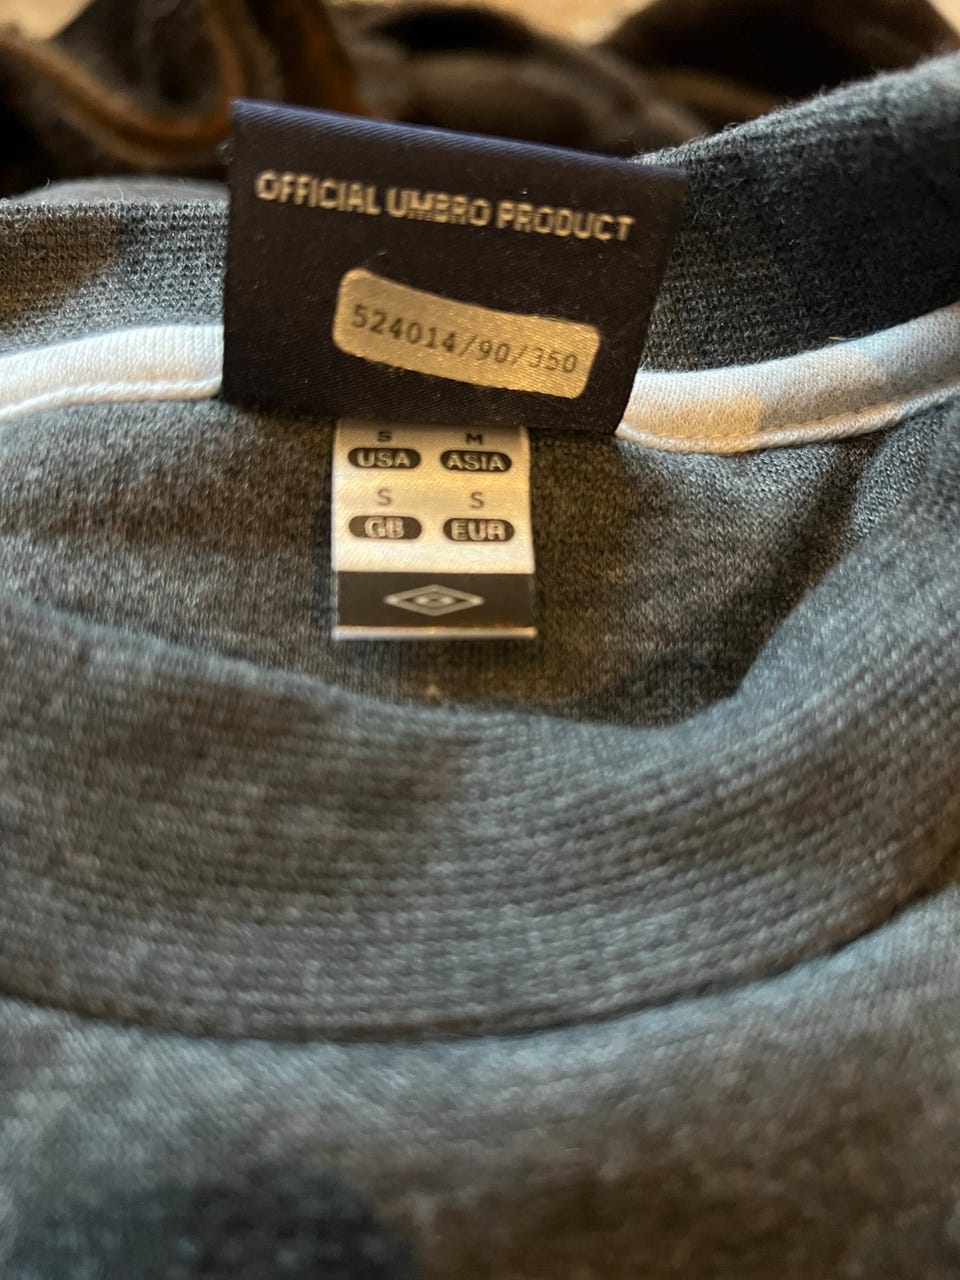 OFFICIAL UMBRO PRODUCT
524014/90/350
S M
USA ASIA
S S
GB EUR